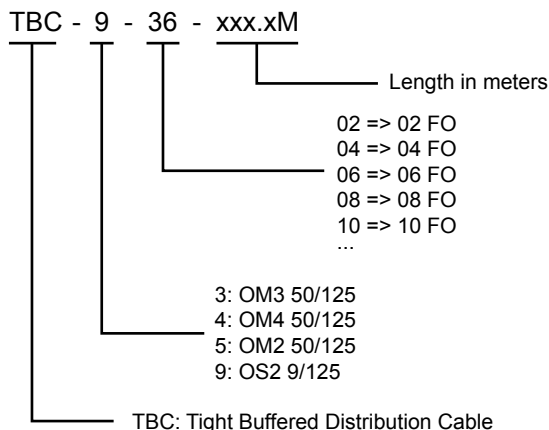 TBC - 9 - 36 - xxx.xM
Length in meters
02 => 02 FO
04 => 04 FO
06 => 06 FO
08 => 08 FO
10 => 10 FO
...
3: OM3 50/125
4: OM4 50/125
5: OM2 50/125
9: OS2 9/125
TBC: Tight Buffered Distribution Cable